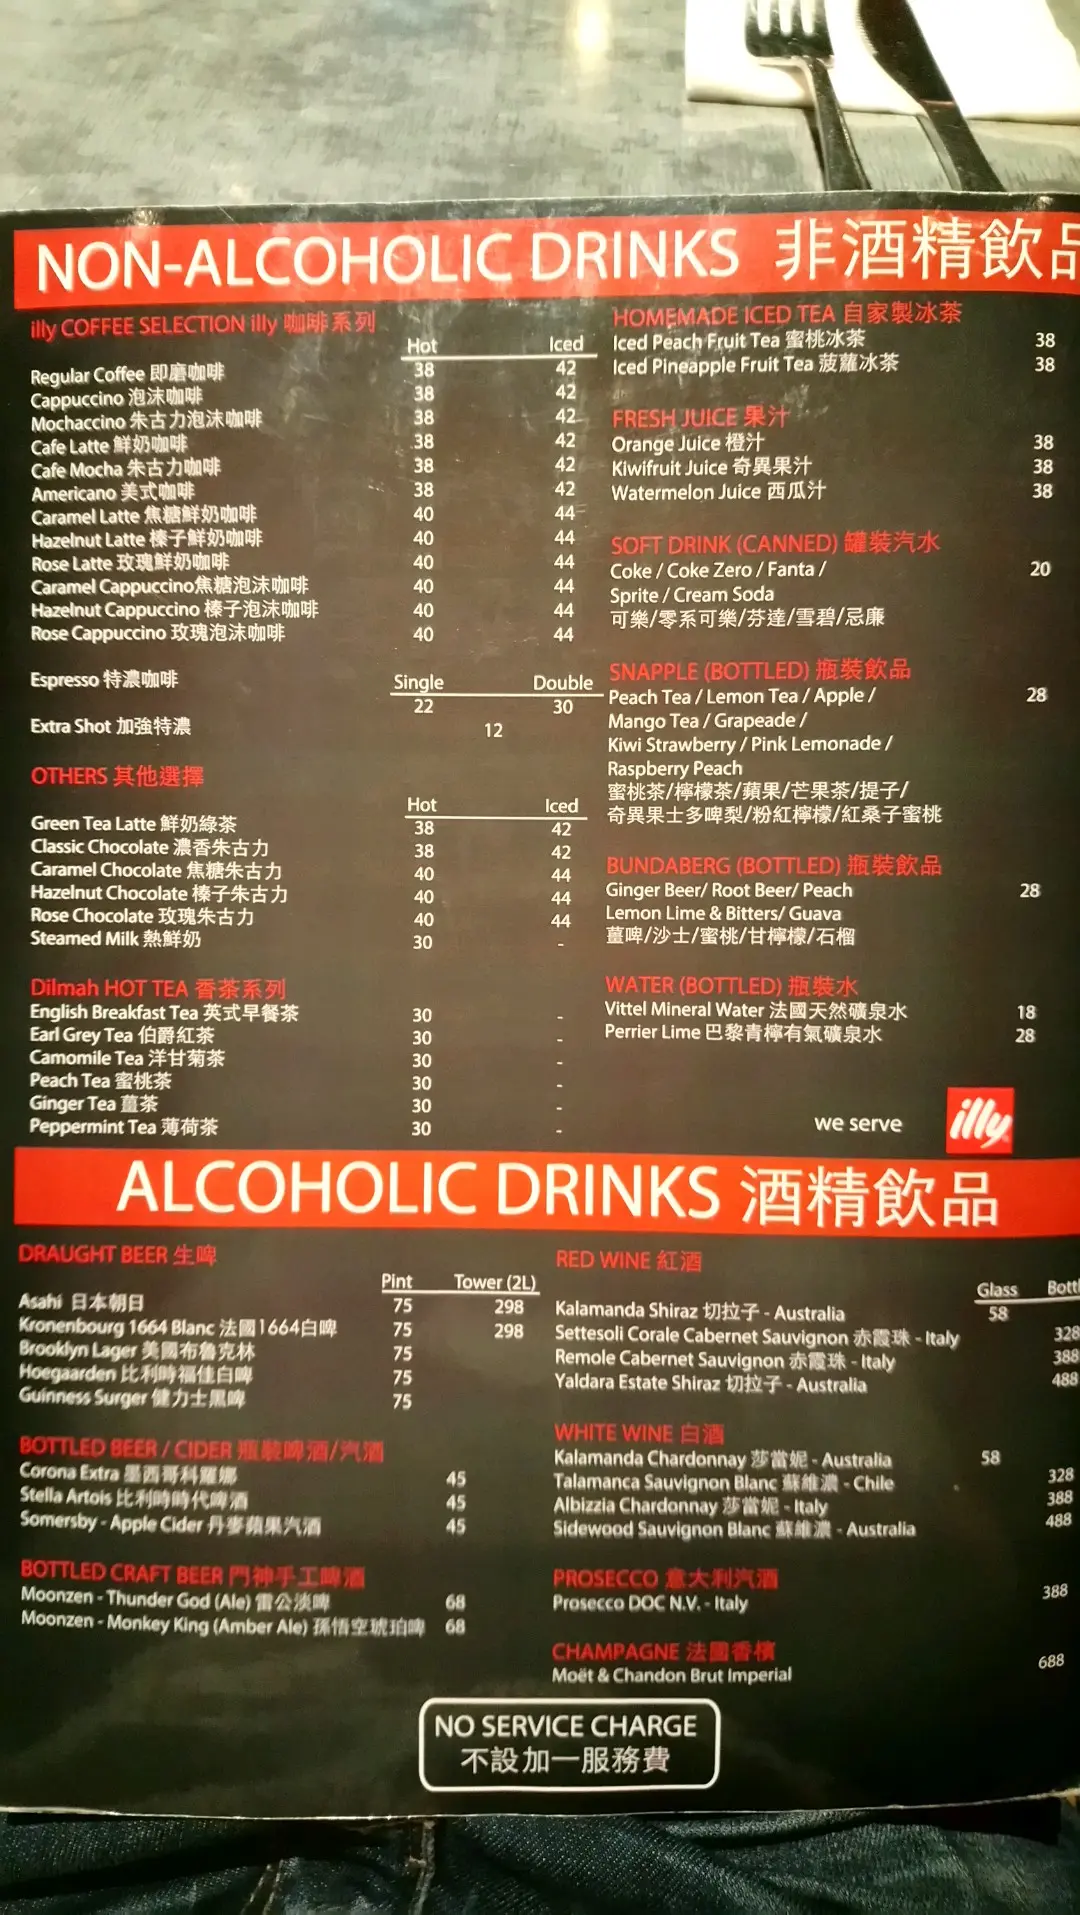 NON-ALCOHOLIC DRINKS 非酒精飲品
illy COFFEE SELECTION illy 咖啡系列
Hot Iced
Regular Coffee 即磨咖啡 38 42
Cappuccino 泡沫咖啡 38 42
Mochaccino 朱古力泡沫咖啡 38 42
Cafe Latte 鮮奶咖啡 38 42
Cafe Mocha 朱古力咖啡 38 42
Americano 美式咖啡 38 42
Caramel Latte 焦糖鮮奶咖啡 40 44
Hazelnut Latte 榛子鮮奶咖啡 40 44
Rose Latte 玫瑰鮮奶咖啡 40 44
Caramel Cappuccino焦糖泡沫咖啡 40 44
Hazelnut Cappuccino 榛子泡沫咖啡 40 44
Rose Cappuccino 玫瑰泡沫咖啡 40 44
Single Double
Espresso 特濃咖啡 22 30
Extra Shot 加強特濃 12
OTHERS 其他選擇
Hot Iced
Green Tea Latte 鮮奶綠茶 38 42
Classic Chocolate 濃香朱古力 38 42
Caramel Chocolate 焦糖朱古力 40 44
Hazelnut Chocolate 榛子朱古力 40 44
Rose Chocolate 玫瑰朱古力 40 44
Steamed Milk 熱鮮奶 30 -
Dilmah HOT TEA 香茶系列
English Breakfast Tea 英式早餐茶 30 -
Earl Grey Tea 伯爵紅茶 30 -
Camomile Tea 洋甘菊茶 30 -
Peach Tea 蜜桃茶 30 -
Ginger Tea 薑茶 30 -
Peppermint Tea 薄荷茶 30 -
HOMEMADE ICED TEA 自家製冰茶
Iced Peach Fruit Tea 蜜桃冰茶 38
Iced Pineapple Fruit Tea 菠蘿冰茶 38
FRESH JUICE 果汁
Orange Juice 橙汁 38
Kiwifruit Juice 奇異果汁 38
Watermelon Juice 西瓜汁 38
SOFT DRINK (CANNED) 罐裝汽水
Coke / Coke Zero / Fanta / 20
Sprite / Cream Soda
可樂/零系可樂/芬達/雪碧/忌廉
SNAPPLE (BOTTLED) 瓶裝飲品
Peach Tea / Lemon Tea / Apple / 28
Mango Tea / Grapeade /
Kiwi Strawberry / Pink Lemonade /
Raspberry Peach
蜜桃茶/檸檬茶/蘋果/芒果茶/提子/
奇異果士多啤梨/粉紅檸檬/紅桑子蜜桃
BUNDABERG (BOTTLED) 瓶裝飲品
Ginger Beer/ Root Beer/ Peach 28
Lemon Lime & Bitters/ Guava
薑啤/沙士/蜜桃/甘檸檬/石榴
WATER (BOTTLED) 瓶裝水
Vittel Mineral Water 法國天然礦泉水 18
Perrier Lime 巴黎青檸有氣礦泉水 28
we serve illy
ALCOHOLIC DRINKS 酒精飲品
DRAUGHT BEER 生啤
Pint Tower (2L)
Asahi 日本朝日 75 298
Kronenbourg 1664 Blanc 法國1664白啤 75 298
Brooklyn Lager 美國布魯克林 75
Hoegaarden 比利時福佳白啤 75
Guinness Surger 健力士黑啤 75
BOTTLED BEER / CIDER 瓶裝啤酒/汽酒
Corona Extra 墨西哥科羅娜 45
Stella Artois 比利時時代啤酒 45
Somersby - Apple Cider 丹麥蘋果汽酒 45
BOTTLED CRAFT BEER 門神手工啤酒
Moonzen - Thunder God (Ale) 雷公淡啤 68
Moonzen - Monkey King (Amber Ale) 孫悟空琥珀啤 68
RED WINE 紅酒
Glass Bottl
Kalamanda Shiraz 切拉子 - Australia 58
Settesoli Corale Cabernet Sauvignon 赤霞珠 - Italy 328
Remole Cabernet Sauvignon 赤霞珠 - Italy 388
Yaldara Estate Shiraz 切拉子 - Australia 488
WHITE WINE 白酒
Kalamanda Chardonnay 莎當妮 - Australia 58
Talamanca Sauvignon Blanc 蘇維濃 - Chile 328
Albizzia Chardonnay 莎當妮 - Italy 388
Sidewood Sauvignon Blanc 蘇維濃 - Australia 488
PROSECCO 意大利汽酒
Prosecco DOC N.V. - Italy 388
CHAMPAGNE 法國香檳
Moët & Chandon Brut Imperial 688
NO SERVICE CHARGE
不設加一服務費